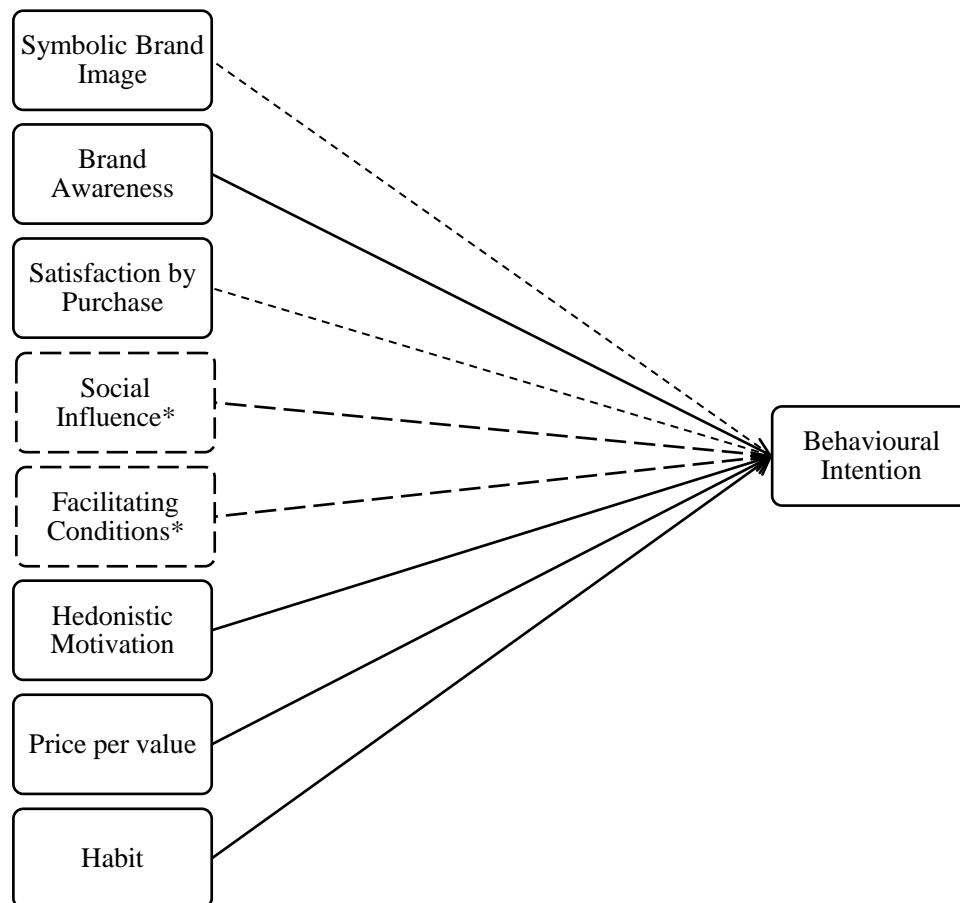 Symbolic Brand
Image
Brand
Awareness
Satisfaction by
Purchase
Social
Influence*
Facilitating
Conditions*
Hedonistic
Motivation
Price per value
Habit
Behavioural
Intention